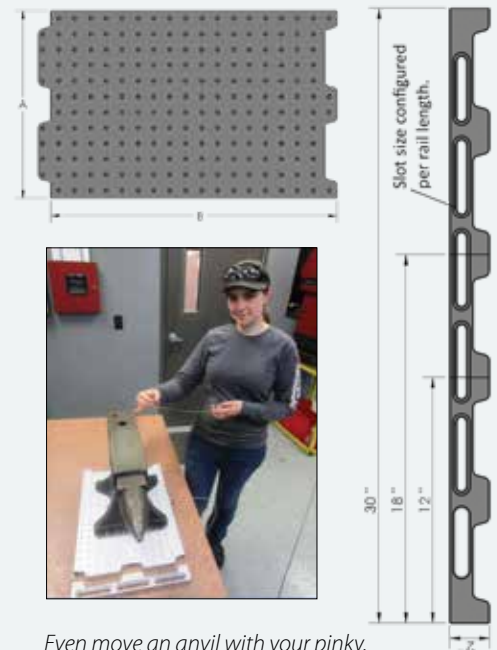 A
B
Slot size configured
per rail length.
30 "
18 "
12 "
Z
Even move an anvil with your pinky.